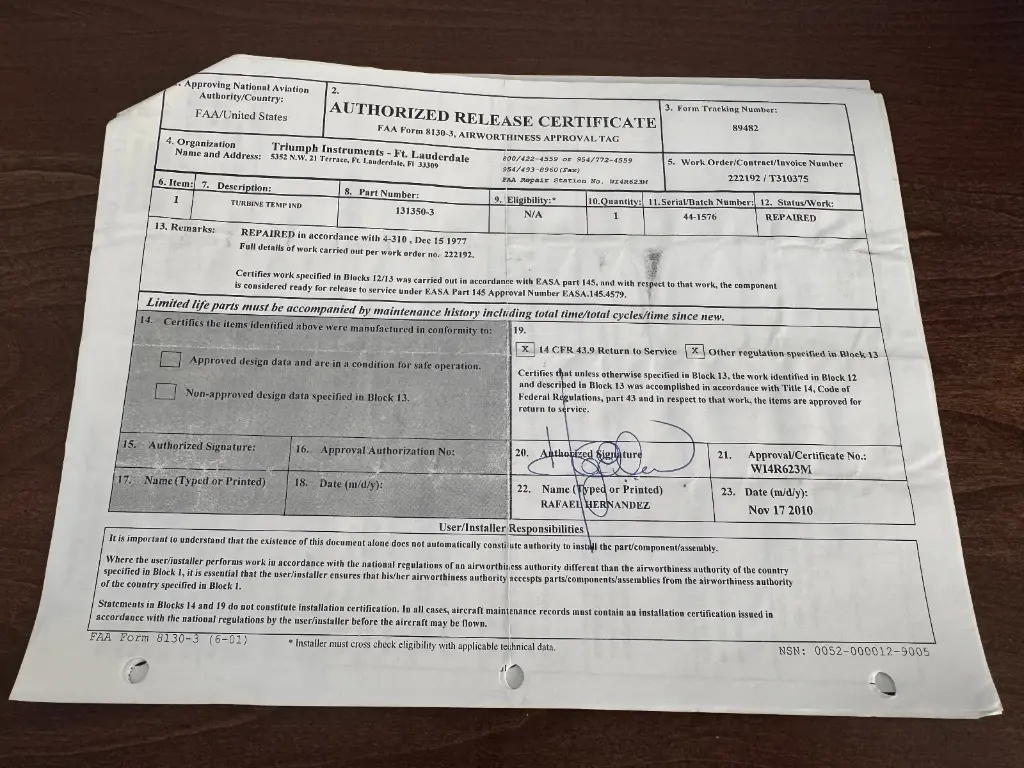 1. Approving National Aviation
Authority/Country:
FAA/United States
2.
AUTHORIZED RELEASE CERTIFICATE
FAA Form 8130-3, AIRWORTHINESS APPROVAL TAG
3. Form Tracking Number:
89482
4. Organization
Name and Address:
Triumph Instruments - Ft. Lauderdale
5352 N.W. 21 Terrace, Ft. Lauderdale, Fl 33309
800/422-4559 or 954/772-4559
954/493-8960(Fax)
FAA Repair Station No. WI4R623M
5. Work Order/Contract/Invoice Number
222192 / T310375
6. Item:
1
7. Description:
TURBINE TEMP IND
8. Part Number:
131350-3
9. Eligibility:*
N/A
10.Quantity:
1
11.Serial/Batch Number:
44-1576
12. Status/Work:
REPAIRED
13. Remarks:
REPAIRED in accordance with 4-310 , Dec 15 1977
Full details of work carried out per work order no. 222192.
Certifies work specified in Blocks 12/13 was carried out in accordance with EASA part 145, and with respect to that work, the component
is considered ready for release to service under EASA Part 145 Approval Number EASA.145.4579.
Limited life parts must be accompanied by maintenance history including total time/total cycles/time since new.
14. Certifies the items identified above were manufactured in conformity to:
Approved design data and are in a condition for safe operation.
Non-approved design data specified in Block 13.
19.
X 14 CFR 43.9 Return to Service X Other regulation specified in Block 13
Certifies that unless otherwise specified in Block 13, the work identified in Block 12
and described in Block 13 was accomplished in accordance with Title 14, Code of
Federal Regulations, part 43 and in respect to that work, the items are approved for
return to service.
15. Authorized Signature:
16. Approval Authorization No:
20. Authorized Signature
21. Approval/Certificate No.:
WI4R623M
17. Name (Typed or Printed)
18. Date (m/d/y):
22. Name (Typed or Printed)
RAFAEL HERNANDEZ
23. Date (m/d/y):
Nov 17 2010
User/Installer Responsibilities
It is important to understand that the existence of this document alone does not automatically constitute authority to install the part/component/assembly.
Where the user/installer performs work in accordance with the national regulations of an airworthiness authority different than the airworthiness authority of the country
specified in Block 1, it is essential that the user/installer ensures that his/her airworthiness authority accespts parts/components/assemblies from the airworthiness authority
of the country specified in Block 1.
Statements in Blocks 14 and 19 do not constitute installation certification. In all cases, aircraft maintenance records must contain an installation certification issued in
accordance with the national regulations by the user/installer before the aircraft may be flown.
FAA Form 8130-3 (6-01)
* Installer must cross check eligibility with applicable technical data.
NSN: 0052-000012-9005